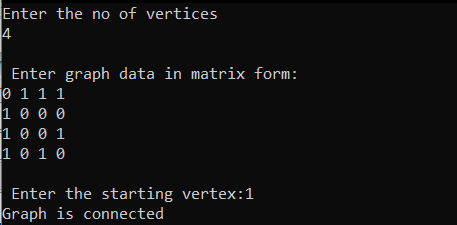 Enter the no of vertices
4
Enter graph data in matrix form:
0 1 1 1
1 0 0 0
1 0 0 1
1 0 1 0
Enter the starting vertex:1
Graph is connected